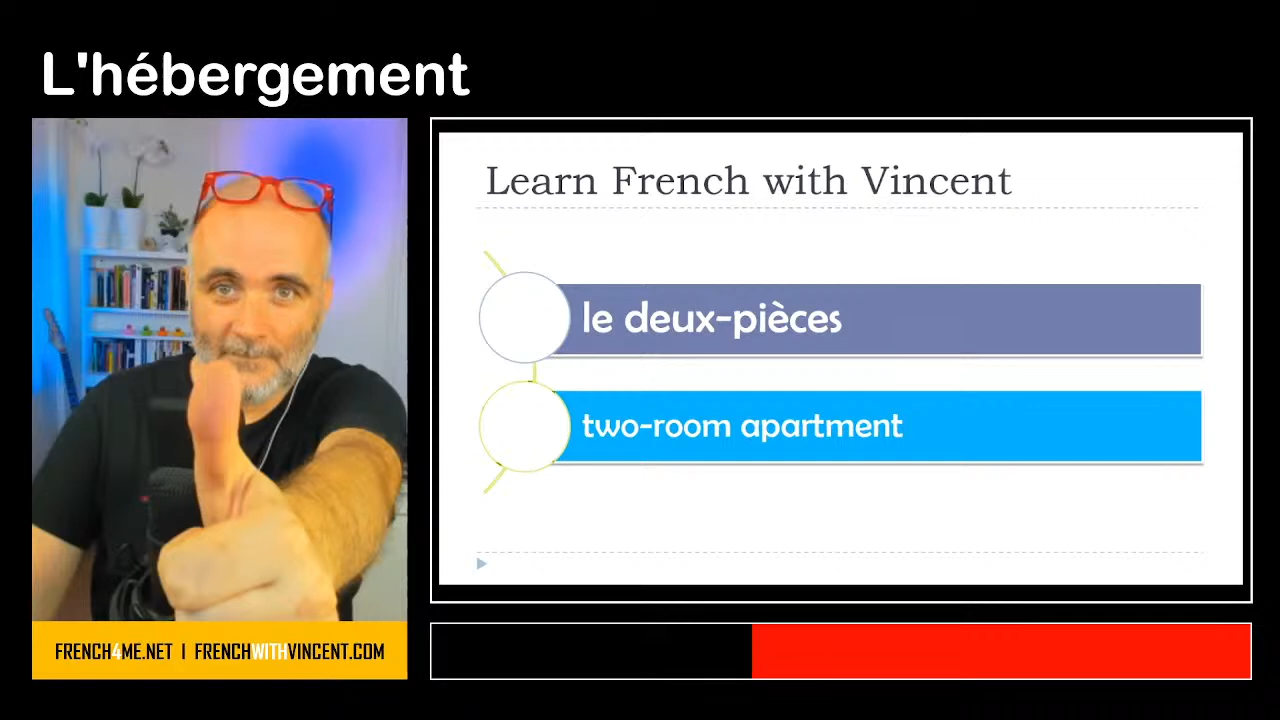 L'hébergement
Learn French with Vincent
le deux-pièces
two-room apartment
FRENCH4ME.NET I FRENCHWITHVINCENT.COM